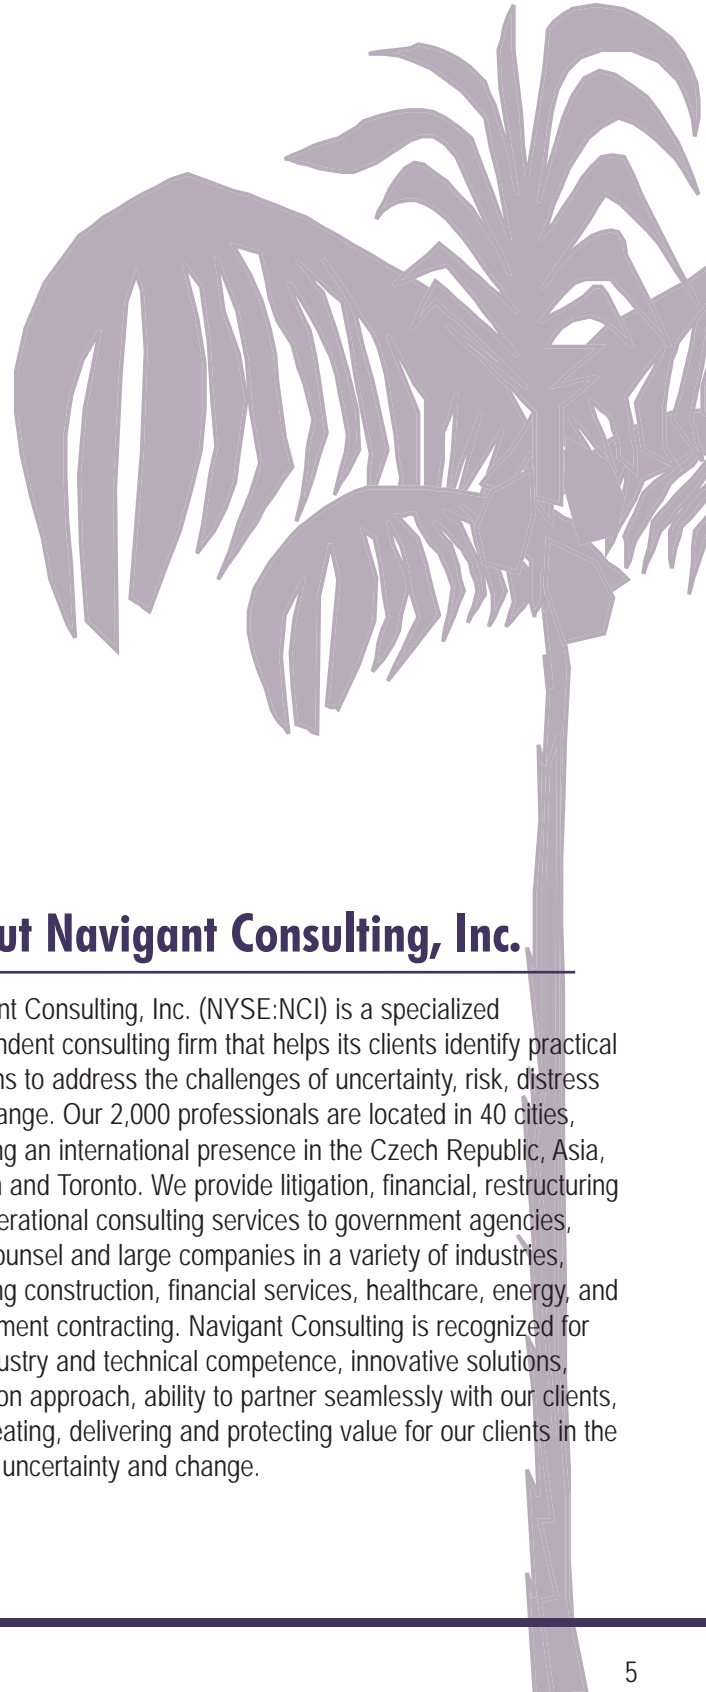 ut Navigant Consulting, Inc.
nt Consulting, Inc. (NYSE:NCI) is a specialized
ndent consulting firm that helps its clients identify practical
ns to address the challenges of uncertainty, risk, distress
ange. Our 2,000 professionals are located in 40 cities,
ng an international presence in the Czech Republic, Asia,
n and Toronto. We provide litigation, financial, restructuring
erational consulting services to government agencies,
ounsel and large companies in a variety of industries,
ng construction, financial services, healthcare, energy, and
ment contracting. Navigant Consulting is recognized for
ustry and technical competence, innovative solutions,
on approach, ability to partner seamlessly with our clients,
eating, delivering and protecting value for our clients in the
uncertainty and change.
5